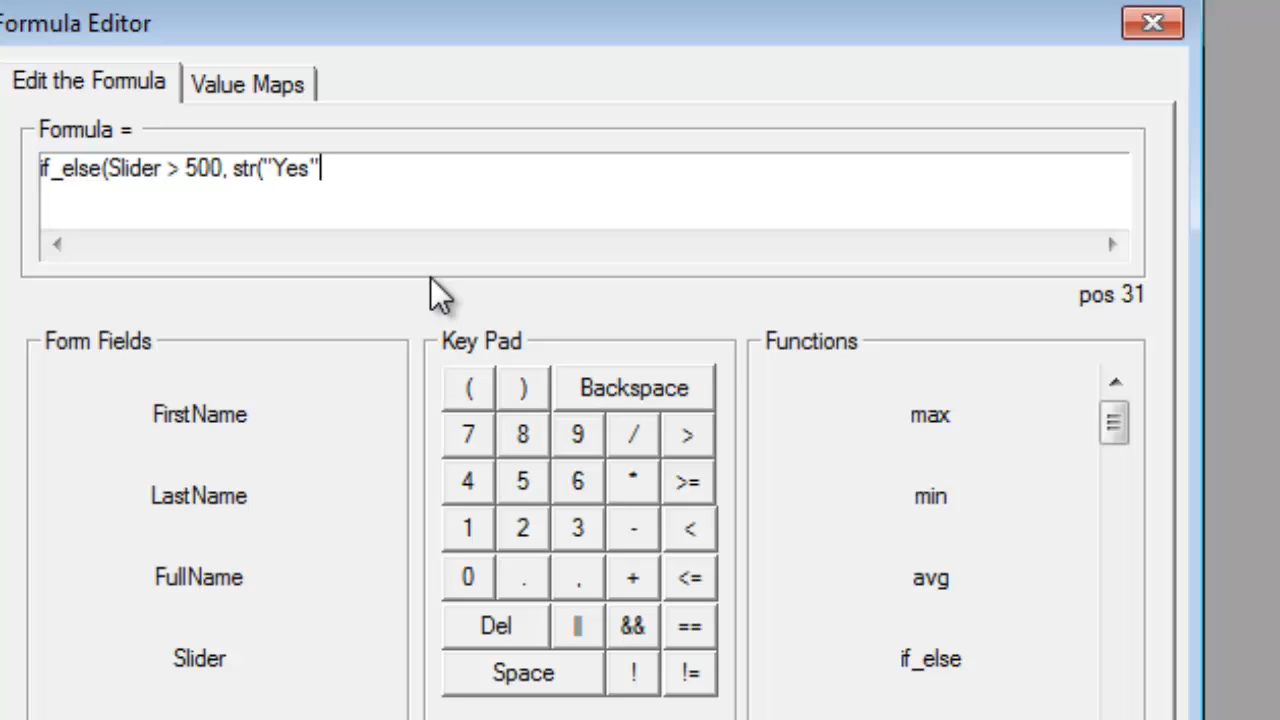 Formula Editor
Edit the Formula
Value Maps
Formula =
if_else(Slider > 500, str("Yes"
pos 31
Form Fields
FirstName
LastName
FullName
Slider
Key Pad
( ) Backspace
7 8 9 / >
4 5 6 * >=
1 2 3 - <
0 . , + <=
Del || && ==
Space ! !=
Functions
max
min
avg
if_else